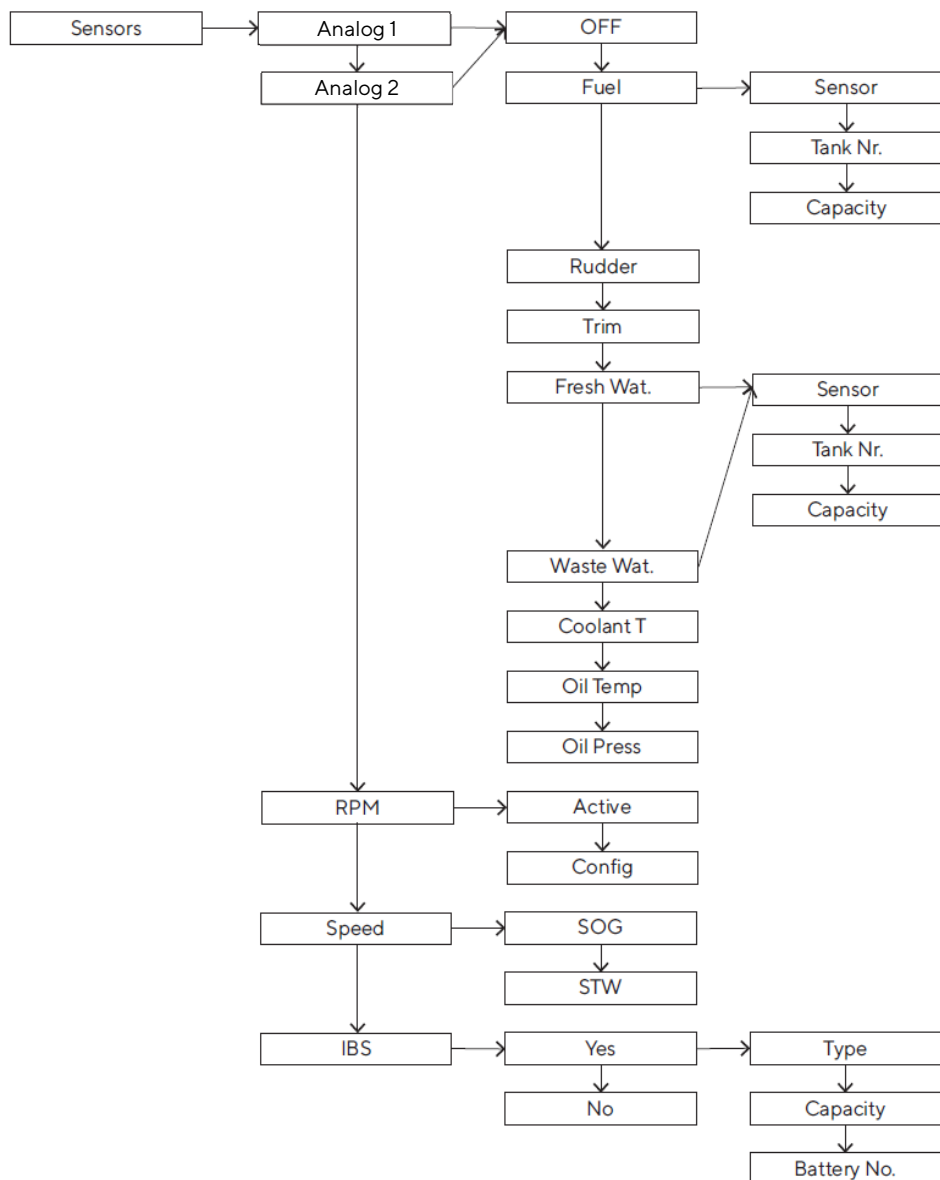 Sensors
Analog 1
OFF
Analog 2
Fuel
Sensor
Tank Nr.
Capacity
Rudder
Trim
Fresh Wat.
Sensor
Tank Nr.
Capacity
Waste Wat.
Coolant T
Oil Temp
Oil Press
RPM
Active
Config
Speed
SOG
STW
IBS
Yes
Type
No
Capacity
Battery No.